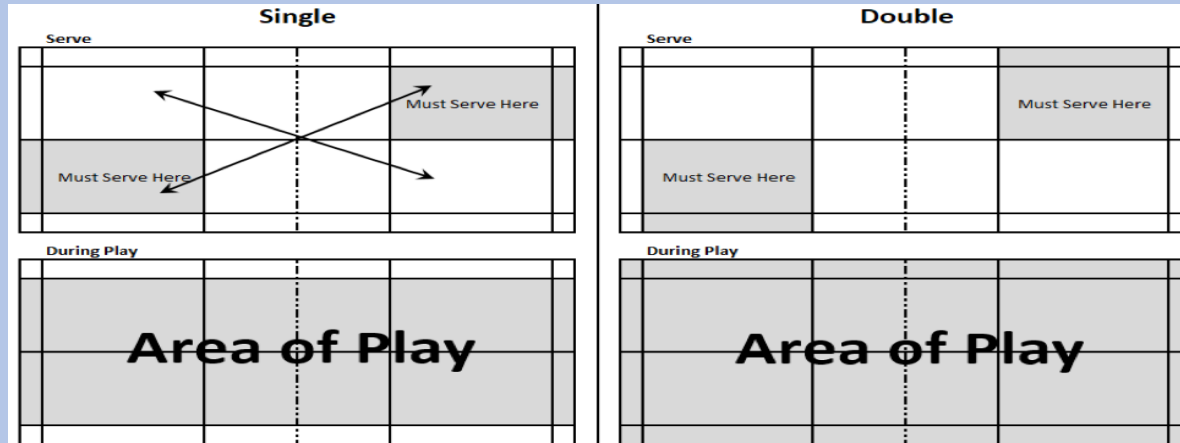 Single
Serve
Must Serve Here
Must Serve Here
During Play
Area of Play
Double
Serve
Must Serve Here
Must Serve Here
During Play
Area of Play